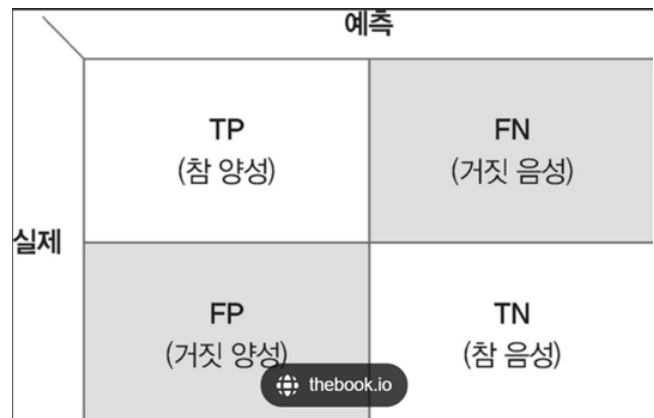 예측
TP
(참 양성)
FN
(거짓 음성)
실제
FP
(거짓 양성)
TN
(참 음성)
thebook.io